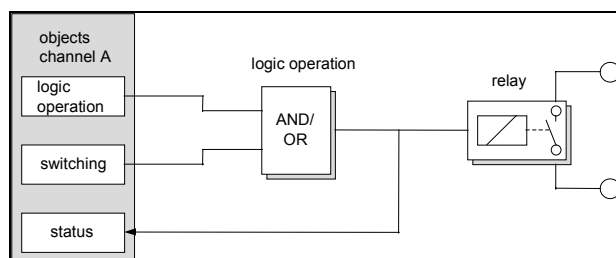 objects
channel A
logic
operation
switching
status
logic operation
AND/
OR
relay